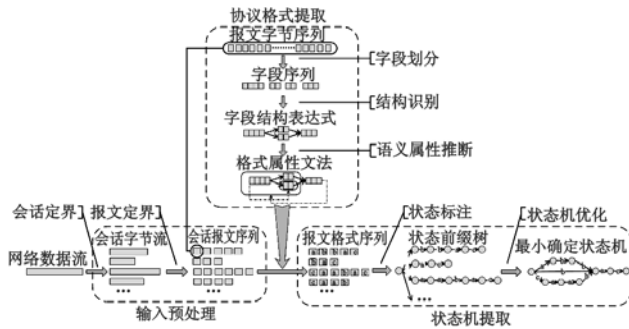 协议格式提取
报文字节序列
字段划分
字段序列
结构识别
字段结构表达式
语义属性推断
格式属性文法
会话定界
报文定界
状态标注
状态机优化
会话字节流
会话报文序列
报文格式序列
状态前缀树
最小确定状态机
网络数据流
输入预处理
状态机提取